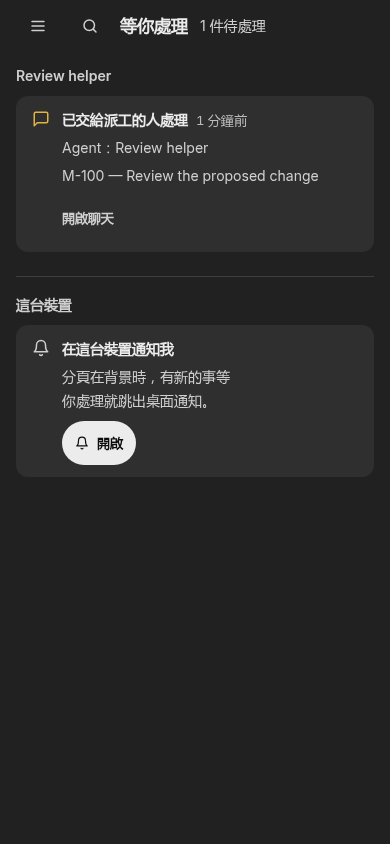 等你處理 1 件待處理
Review helper
已交給派工的人處理 1 分鐘前
Agent：Review helper
M-100 — Review the proposed change
開啟聊天
這台裝置
在這台裝置通知我
分頁在背景時，有新的事等
你處理就跳出桌面通知。
開啟